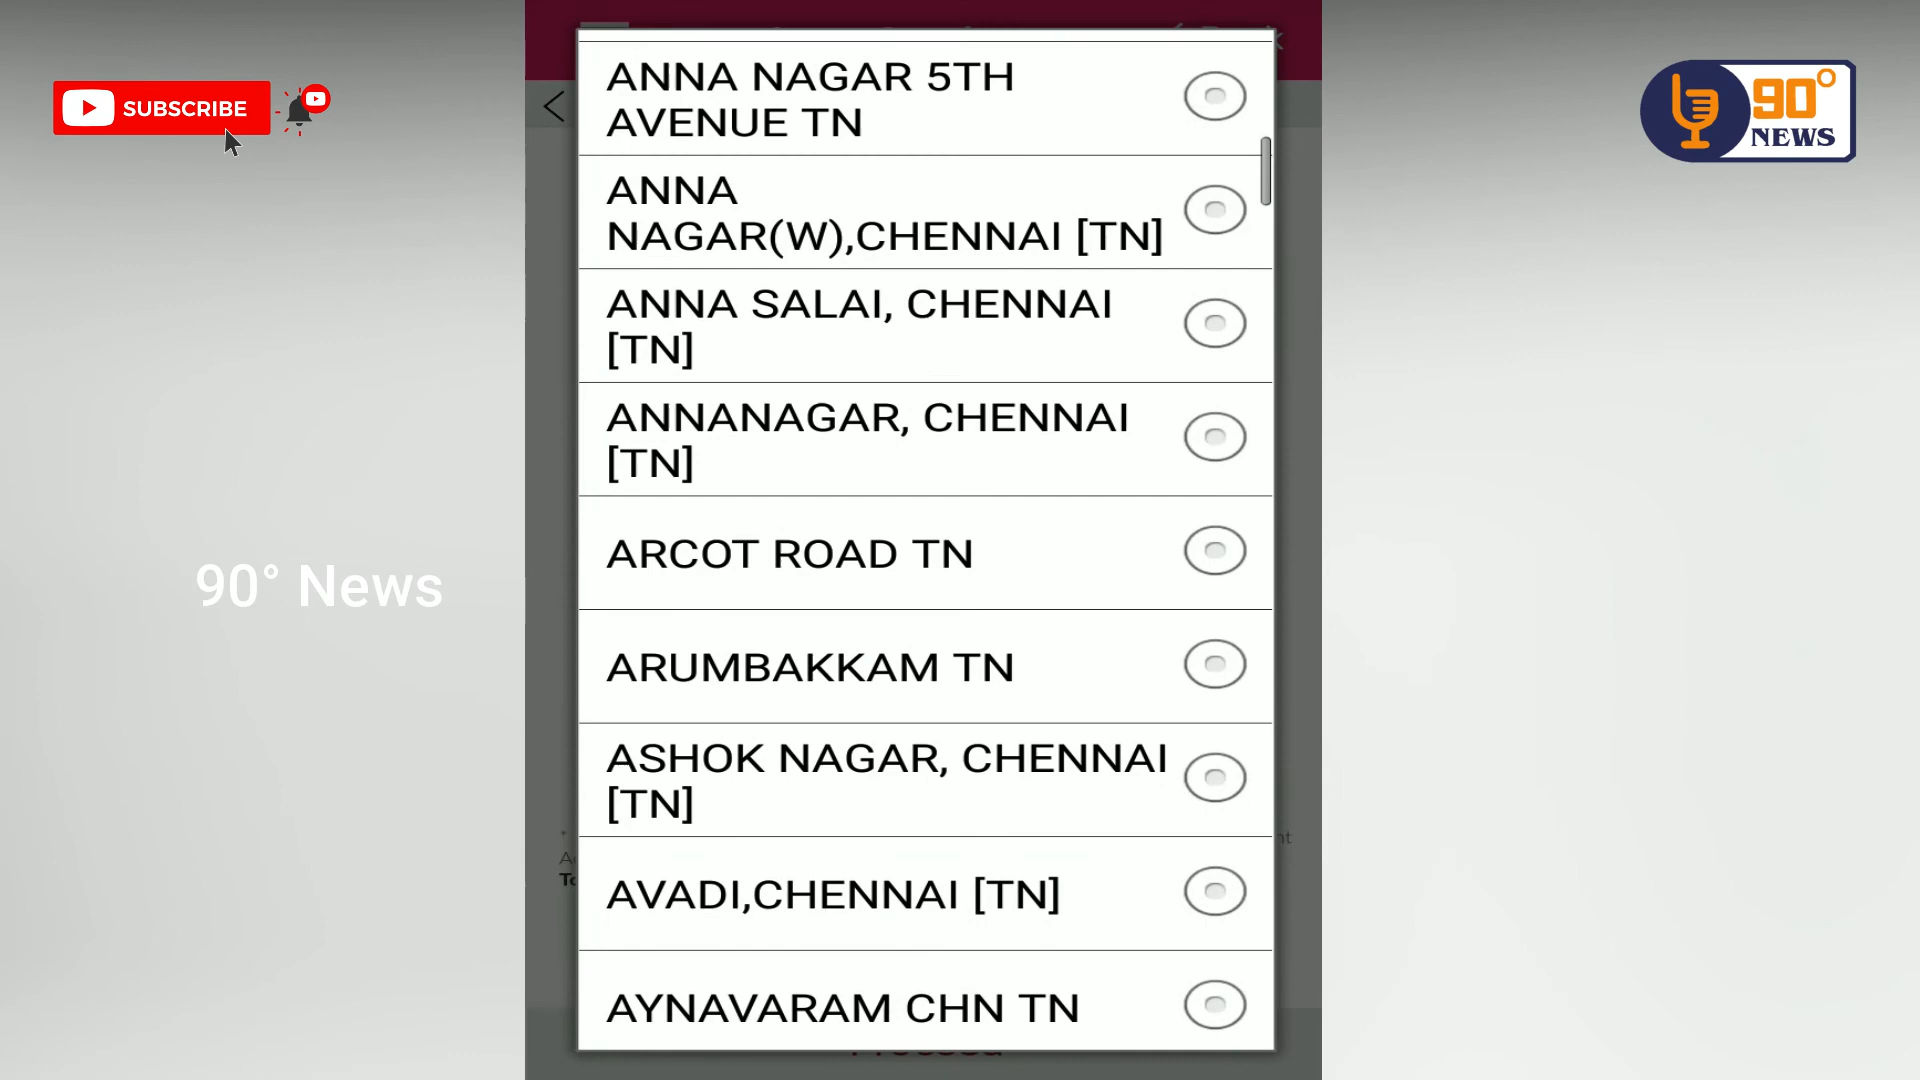 SUBSCRIBE
90°
NEWS
90° News
ANNA NAGAR 5TH
AVENUE TN
ANNA
NAGAR(W),CHENNAI [TN]
ANNA SALAI, CHENNAI
[TN]
ANNANAGAR, CHENNAI
[TN]
ARCOT ROAD TN
ARUMBAKKAM TN
ASHOK NAGAR, CHENNAI
[TN]
AVADI,CHENNAI [TN]
AYNAVARAM CHN TN